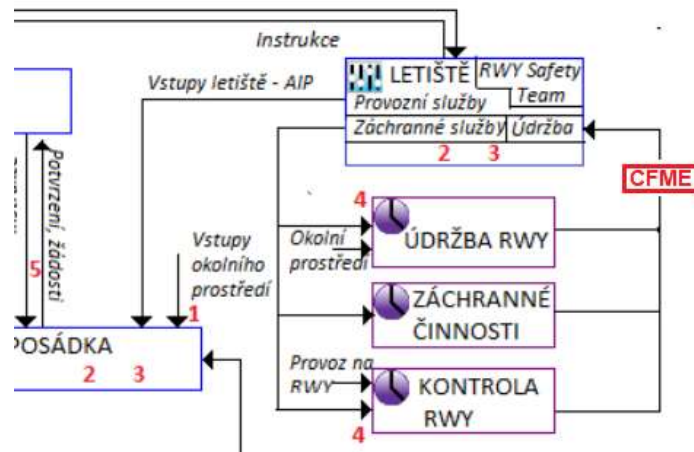 Instrukce
LETIŠTĚ
RWY Safety
Team
Vstupy letiště - AIP
Provozní služby
Záchranné služby
Údržba
2 3
CFME
4
Potvrzení, žádosti
5
Vstupy
okolního
prostředí
1
Okolní
prostředí
ÚDRŽBA RWY
ZÁCHRANNÉ
ČINNOSTI
POSÁDKA
2 3
Provoz na
RWY
KONTROLA
RWY
4